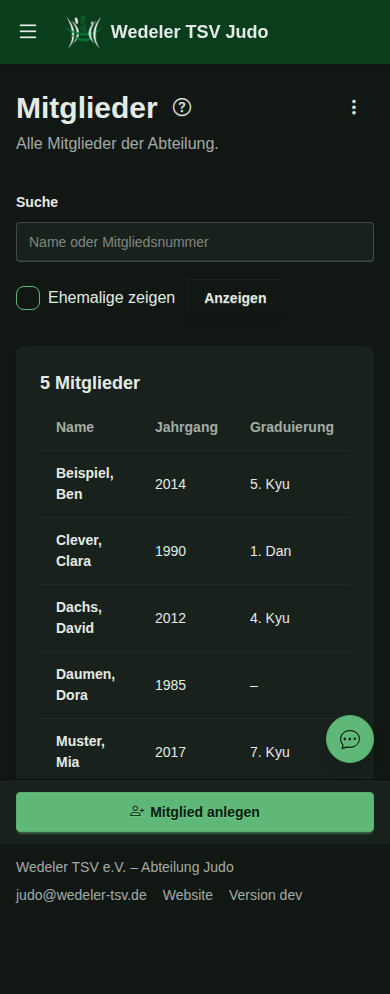 Wedeler TSV Judo
Mitglieder
Alle Mitglieder der Abteilung.
Suche
Name oder Mitgliedsnummer
Ehemalige zeigen Anzeigen
5 Mitglieder
Name Jahrgang Graduierung
Beispiel,
Ben 2014 5. Kyu
Clever,
Clara 1990 1. Dan
Dachs,
David 2012 4. Kyu
Daumen,
Dora 1985 –
Muster,
Mia 2017 7. Kyu
Mitglied anlegen
Wedeler TSV e.V. – Abteilung Judo
judo@wedeler-tsv.de Website Version dev